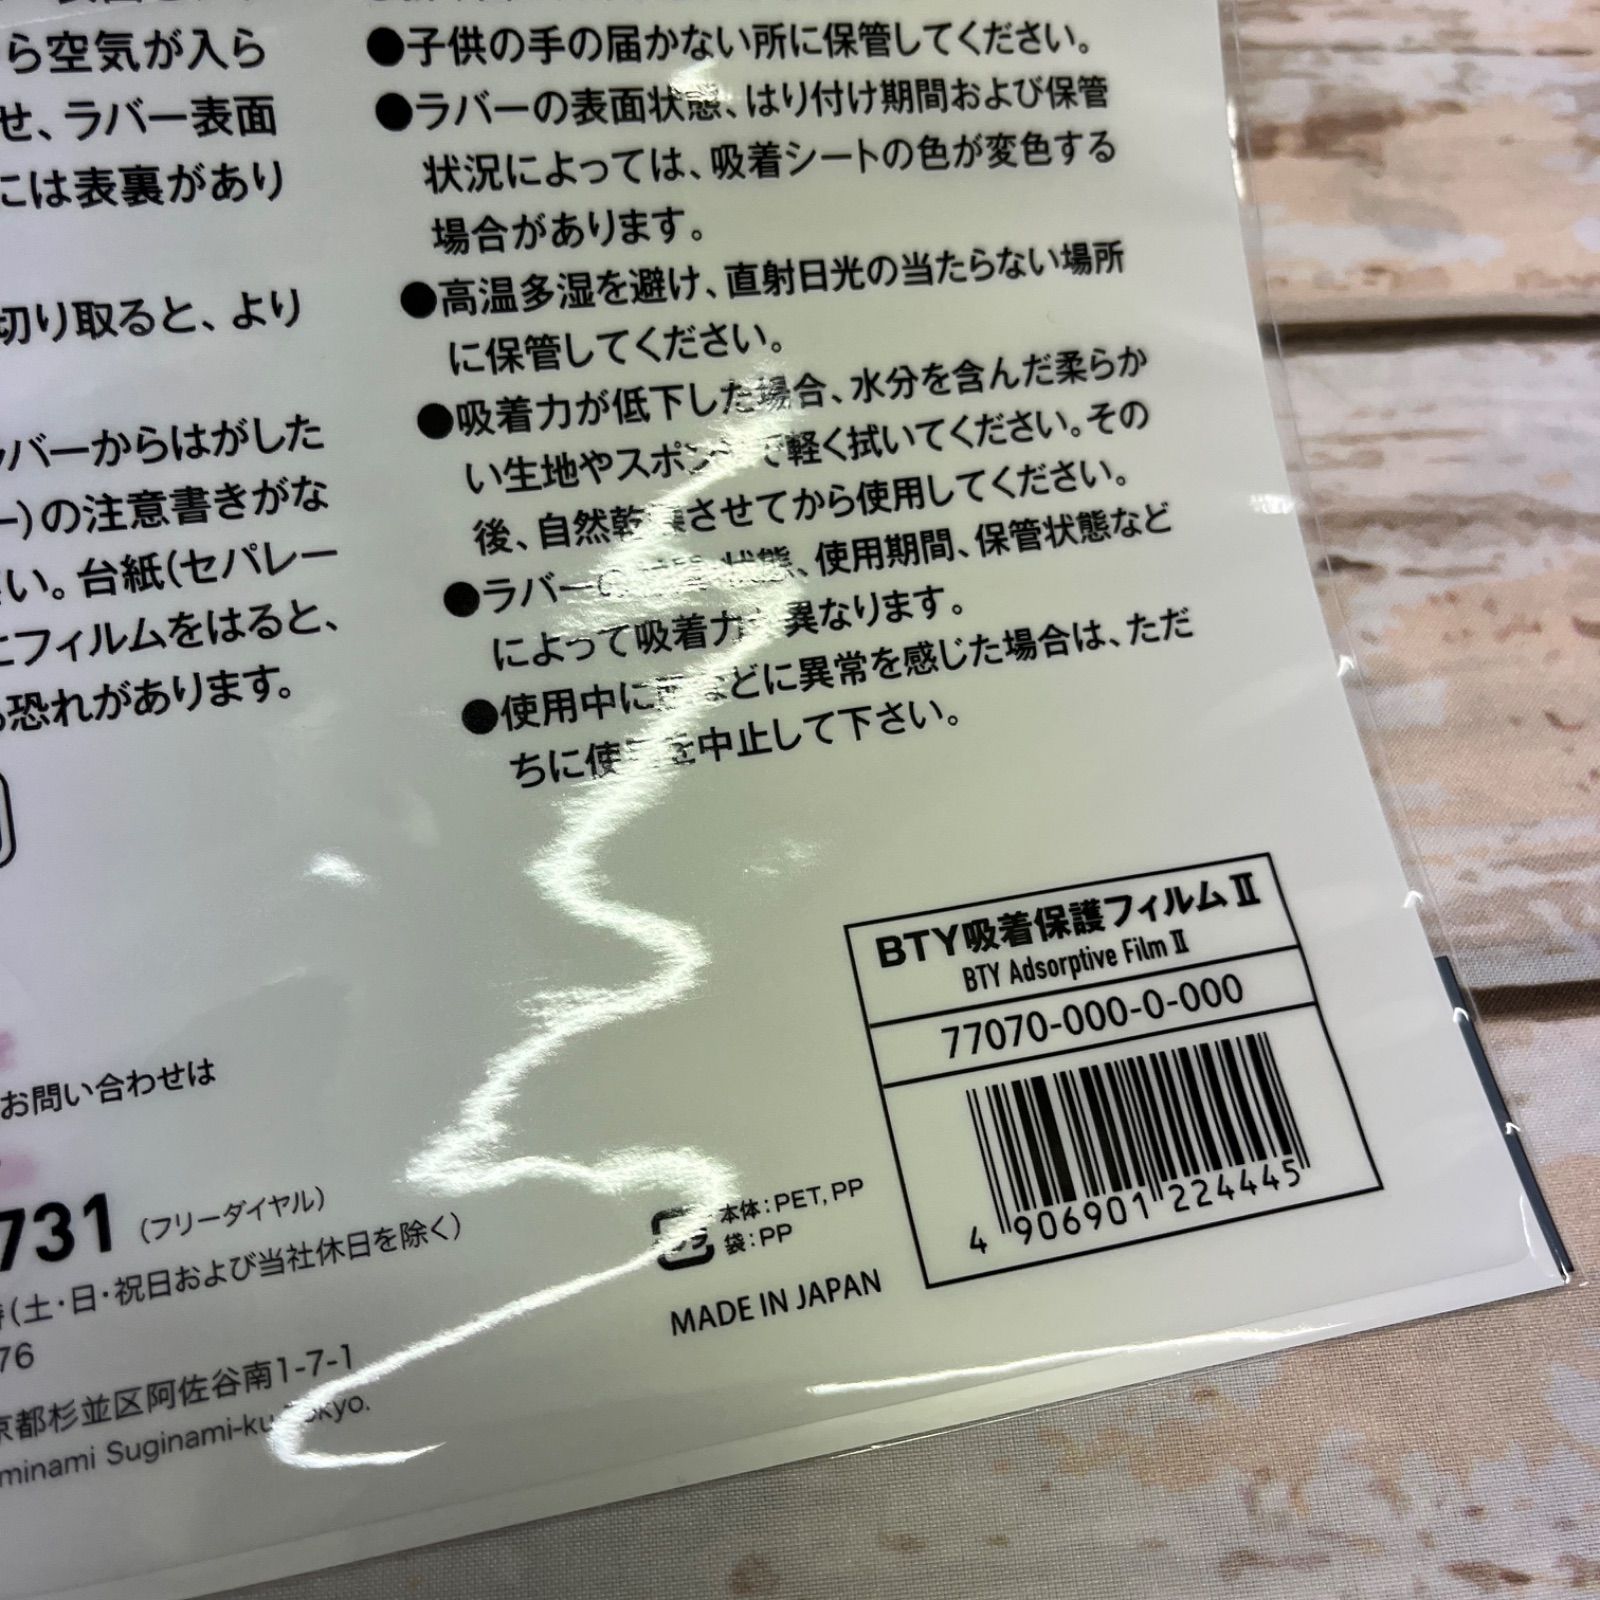 ら空気が入ら
せ、ラバー表面
には表裏があり
切り取ると、より
バーからはがした
ー)の注意書きがな
い。台紙(セパレー
にフィルムをはると、
恐れがあります。
●子供の手の届かない所に保管してください。
●ラバーの表面状態、はり付け期間および保管
状況によっては、吸着シートの色が変色する
場合があります。
●高温多湿を避け、直射日光の当たらない場所
に保管してください。
●吸着力が低下した場合、水分を含んだ柔らか
い生地やスポンジで軽く拭いてください。その
後、自然乾燥させてから使用してください。
●ラバーの 状態、使用期間、保管状態など
によって吸着力 異なります。
●使用中に などに異常を感じた場合は、ただ
ちに使用を中止して下さい。
お問い合わせは
731 (フリーダイヤル)
(土・日・祝日および当社休日を除く)
76
京都杉並区阿佐谷南1-7-1
minami Suginami-ku Tokyo.
本体:PET, PP
袋:PP
MADE IN JAPAN
BTY吸着保護フィルムⅡ
BTY Adsorptive Film Ⅱ
77070-000-0-000
4 906901 224445